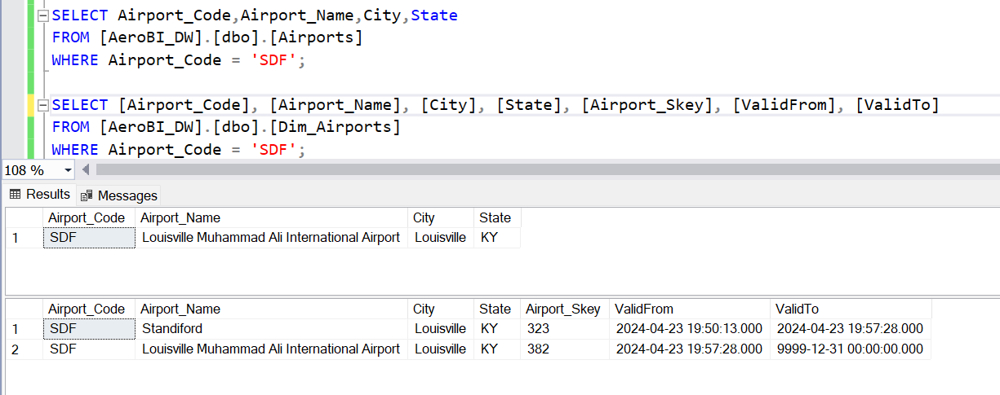 SELECT Airport_Code,Airport_Name,City,State
FROM [AeroBI_DW].[dbo].[Airports]
WHERE Airport_Code = 'SDF';
SELECT [Airport_Code], [Airport_Name], [City], [State], [Airport_Skey], [ValidFrom], [ValidTo]
FROM [AeroBI_DW].[dbo].[Dim_Airports]
WHERE Airport_Code = 'SDF';
108 %
Results Messages
Airport_Code Airport_Name City State
1 SDF Louisville Muhammad Ali International Airport Louisville KY
Airport_Code Airport_Name City State Airport_Skey ValidFrom ValidTo
1 SDF Standiford Louisville KY 323 2024-04-23 19:50:13.000 2024-04-23 19:57:28.000
2 SDF Louisville Muhammad Ali International Airport Louisville KY 382 2024-04-23 19:57:28.000 9999-12-31 00:00:00.000